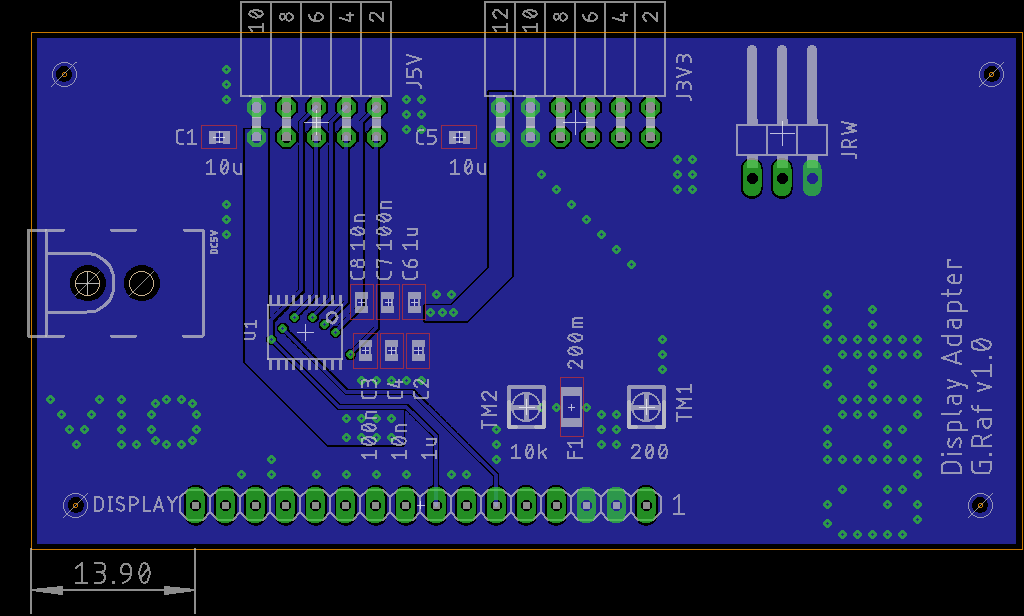 10 8 6 4 2
12 10 8 6 4 2
J5V
J3V3
C1
10u
C5
10u
JRW
DC5V
C8 10n
C7 100n
C6 1u
U1
C3 100n
C4 10n
C2 1u
TM2
10k
200m
F1
TM1
200
Display Adapter
G.Raf v1.0
VIO
DISPLAY
1
13.90